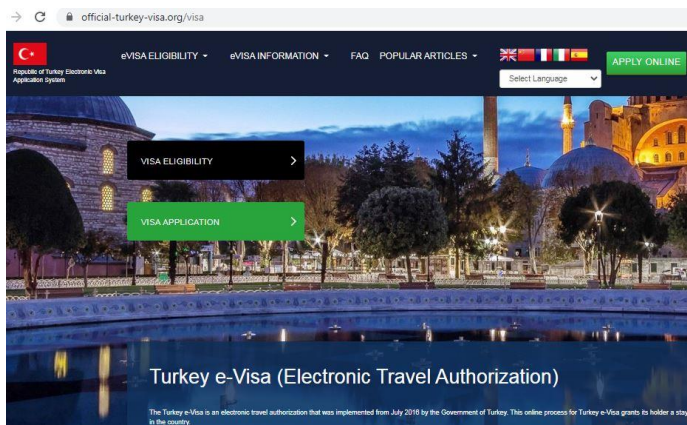 official-turkey-visa.org/visa
eVISA ELIGIBILITY
eVISA INFORMATION
FAQ
POPULAR ARTICLES
APPLY ONLINE
Republic of Turkey Electronic Visa
Application System
Select Language
VISA ELIGIBILITY
VISA APPLICATION
Turkey e-Visa (Electronic Travel Authorization)
The Turkey e-Visa is an electronic travel authorization that was implemented from July 2016 by the Government of Turkey. This online process for Turkey e-Visa grants its holder a stay
in the country.